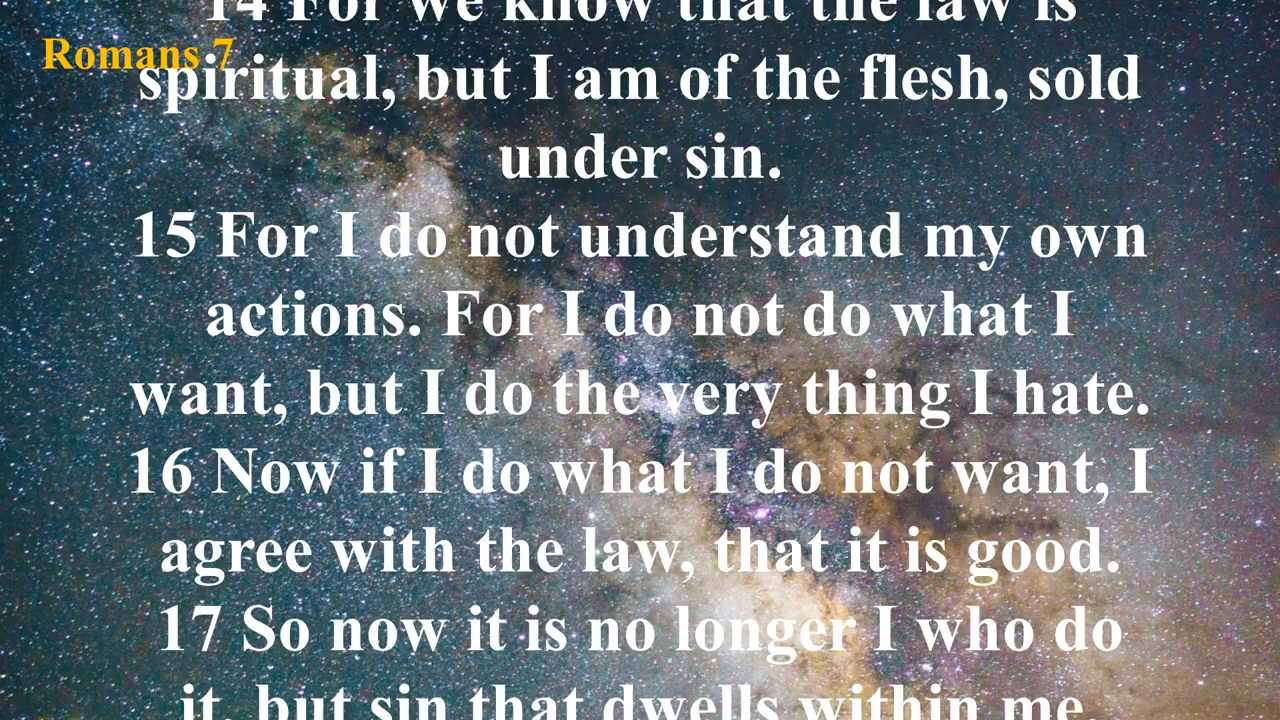 14 For we know that the law is
Romans 7
spiritual, but I am of the flesh, sold
under sin.
15 For I do not understand my own
actions. For I do not do what I
want, but I do the very thing I hate.
16 Now if I do what I do not want, I
agree with the law, that it is good.
17 So now it is no longer I who do
it, but sin that dwells within me.